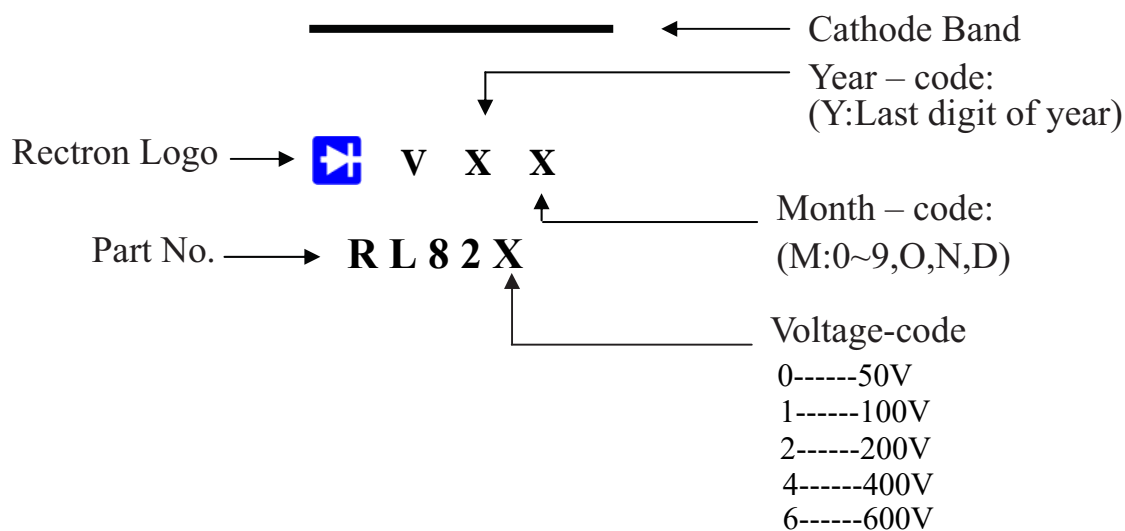 Cathode Band
Year – code:
(Y:Last digit of year)
Rectron Logo
V X X
Month – code:
(M:0~9,O,N,D)
Part No.
R L 8 2 X
Voltage-code
0------50V
1------100V
2------200V
4------400V
6------600V